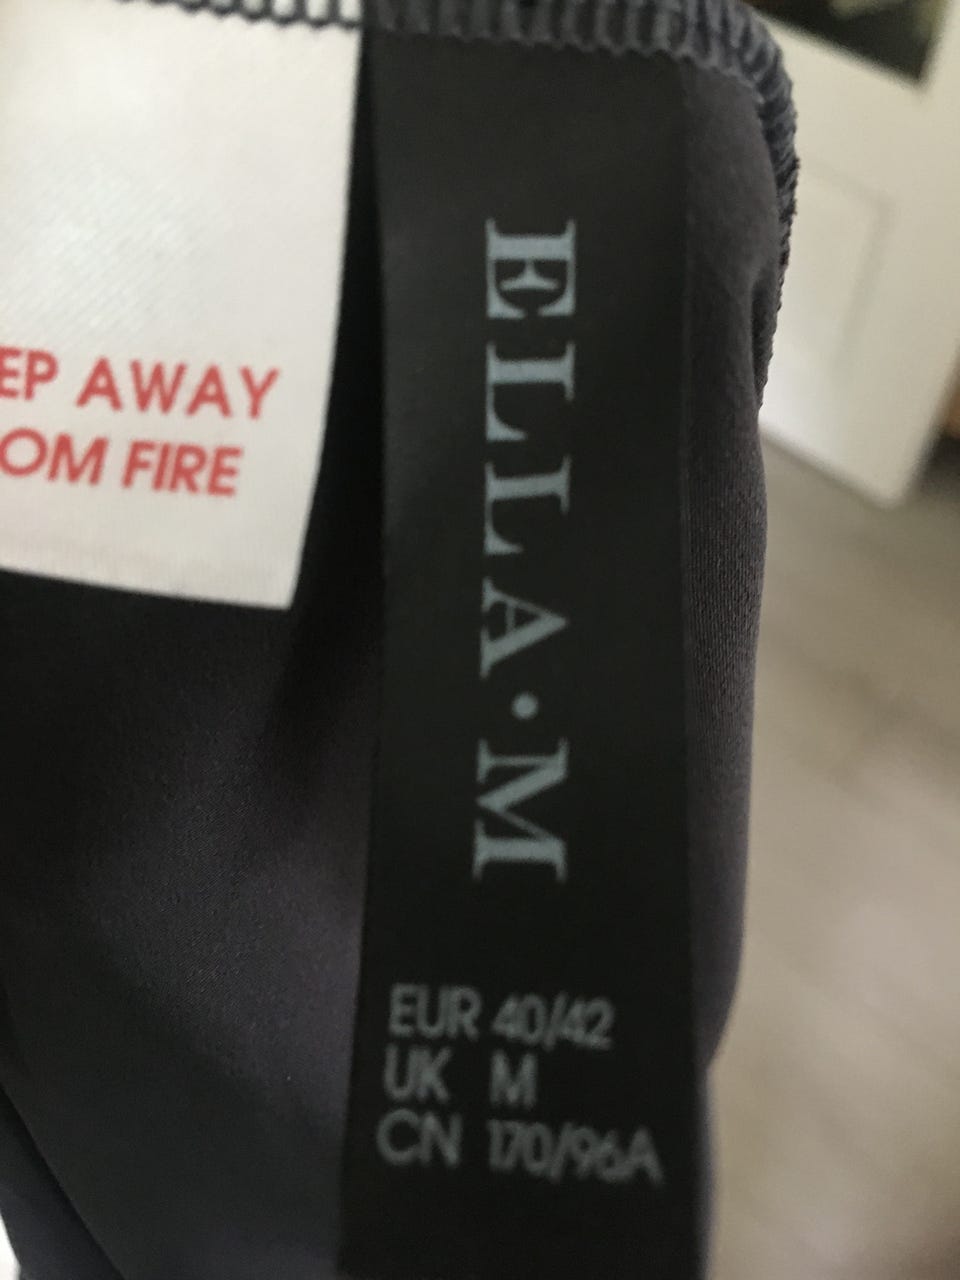 EP AWAY
OM FIRE
ELLA•M
EUR 40/42
UK M
CN 170/96A